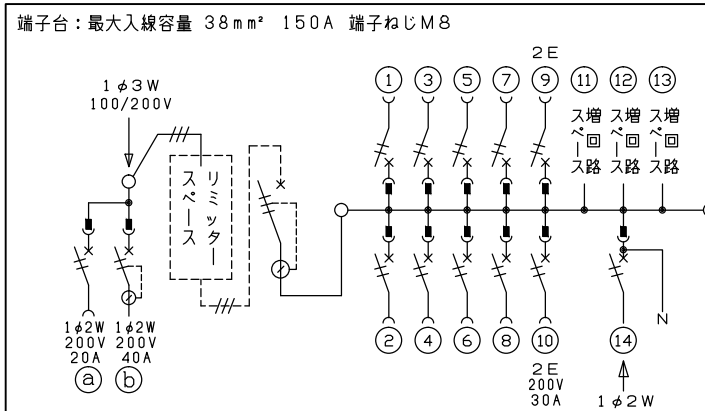 端子台：最大入線容量 38mm² 150A 端子ねじM8
1φ3W
100/200V
リミッター
スペース
2E
① ③ ⑤ ⑦ ⑨ ⑪ ⑫ ⑬
増回路
スペース
増回路
スペース
増回路
スペース
1φ2W
200V
20A
ⓐ
1φ2W
200V
40A
ⓑ
② ④ ⑥ ⑧ ⑩ ⑭
2E
200V
30A
N
1φ2W